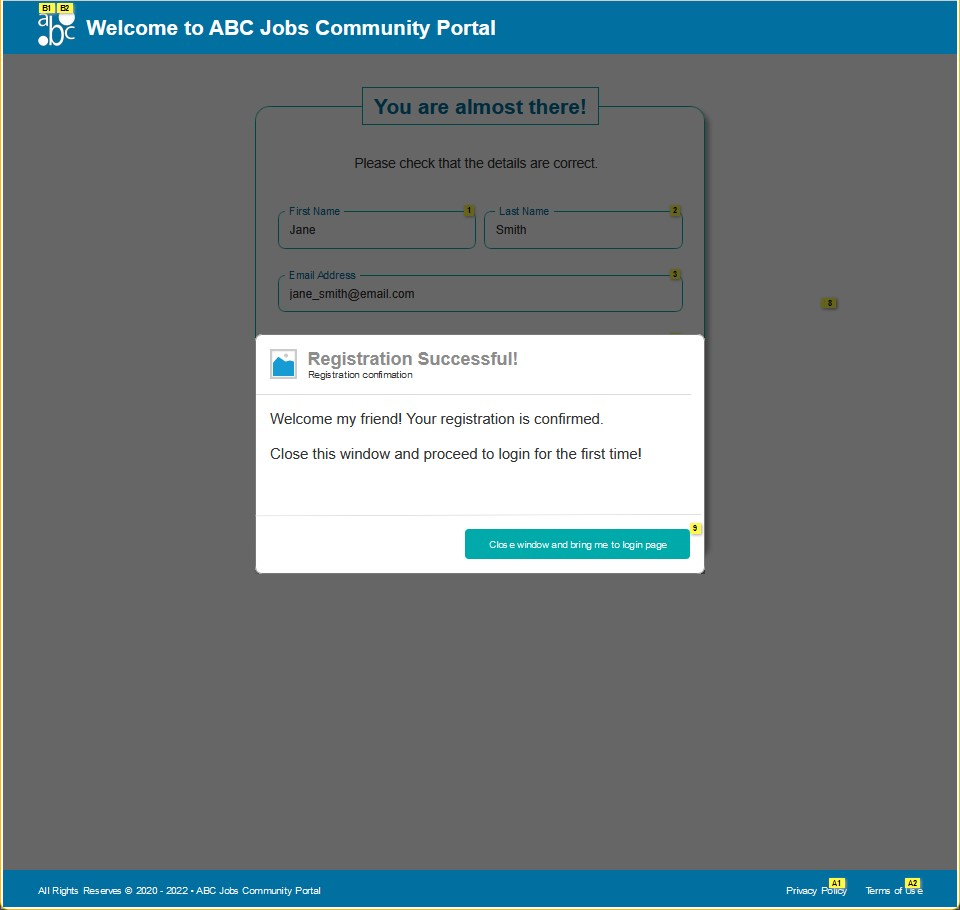 B1 B2
abc
Welcome to ABC Jobs Community Portal
You are almost there!
Please check that the details are correct.
First Name 1
Last Name 2
Jane
Smith
Email Address 3
jane_smith@email.com
8
Registration Successful!
Registration confimation
Welcome my friend! Your registration is confirmed.
Close this window and proceed to login for the first time!
9
Close window and bring me to login page
A1 A2
All Rights Reserves © 2020 - 2022 • ABC Jobs Community Portal
Privacy Policy
Terms of Use